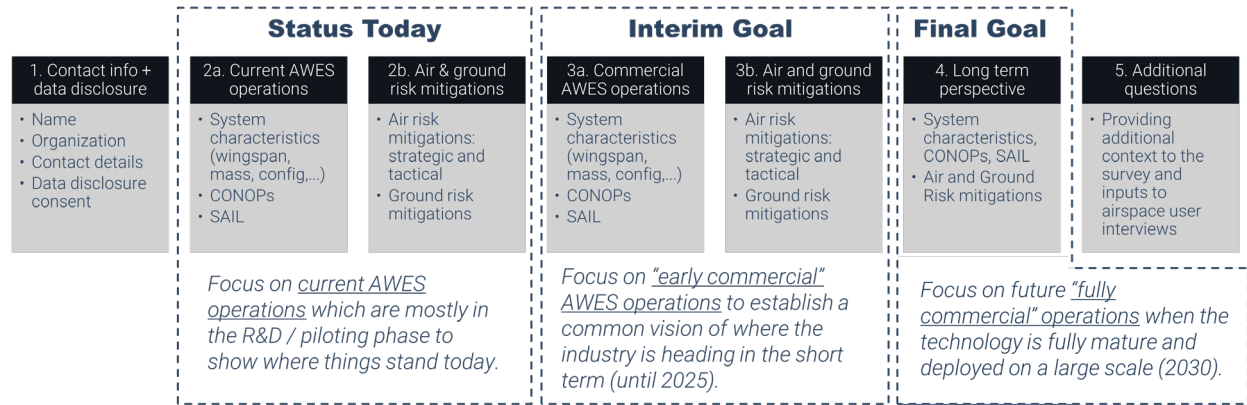 Status Today
Interim Goal
Final Goal
1. Contact info +
data disclosure
• Name
• Organization
• Contact details
• Data disclosure
consent
2a. Current AWES
operations
• System
characteristics
(wingspan,
mass, config,...)
• CONOPs
• SAIL
2b. Air & ground
risk mitigations
• Air risk
mitigations:
strategic and
tactical
• Ground risk
mitigations
3a. Commercial
AWES operations
• System
characteristics
(wingspan,
mass, config,...)
• CONOPs
• SAIL
3b. Air and ground
risk mitigations
• Air risk
mitigations:
strategic and
tactical
• Ground risk
mitigations
4. Long term
perspective
• System
characteristics,
CONOPs, SAIL
• Air and Ground
Risk mitigations
5. Additional
questions
• Providing
additional
context to the
survey and
inputs to
airspace user
interviews
Focus on current AWES
operations which are mostly in
the R&D / piloting phase to
show where things stand today.
Focus on “early commercial”
AWES operations to establish a
common vision of where the
industry is heading in the short
term (until 2025).
Focus on future “fully
commercial” operations when the
technology is fully mature and
deployed on a large scale (2030).